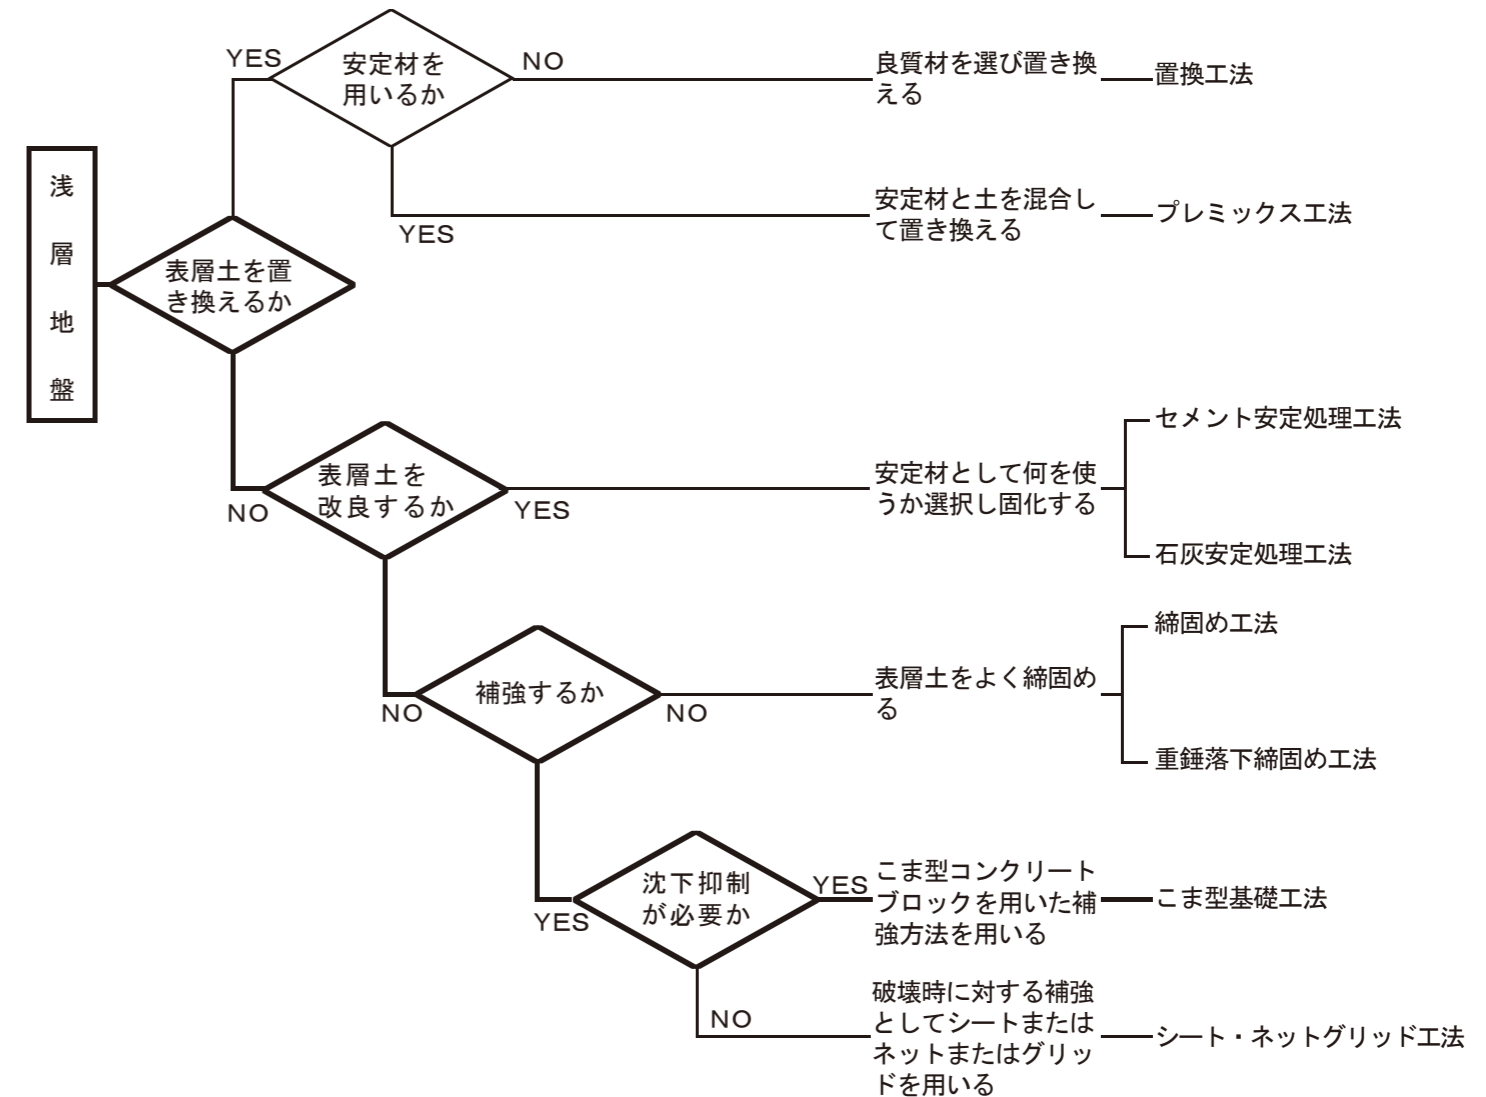 浅層地盤
表層土を置
き換えるか
YES
安定材を
用いるか
NO
良質材を選び置き換
える
置換工法
YES
安定材と土を混合し
て置き換える
プレミックス工法
NO
表層土を
改良するか
YES
安定材として何を使
うか選択し固化する
セメント安定処理工法
石灰安定処理工法
NO
補強するか
NO
表層土をよく締固め
る
締固め工法
重錘落下締固め工法
YES
沈下抑制
が必要か
YES
こま型コンクリート
ブロックを用いた補
強方法を用いる
こま型基礎工法
NO
破壊時に対する補強
としてシートまたは
ネットまたはグリッ
ドを用いる
シート・ネットグリッド工法